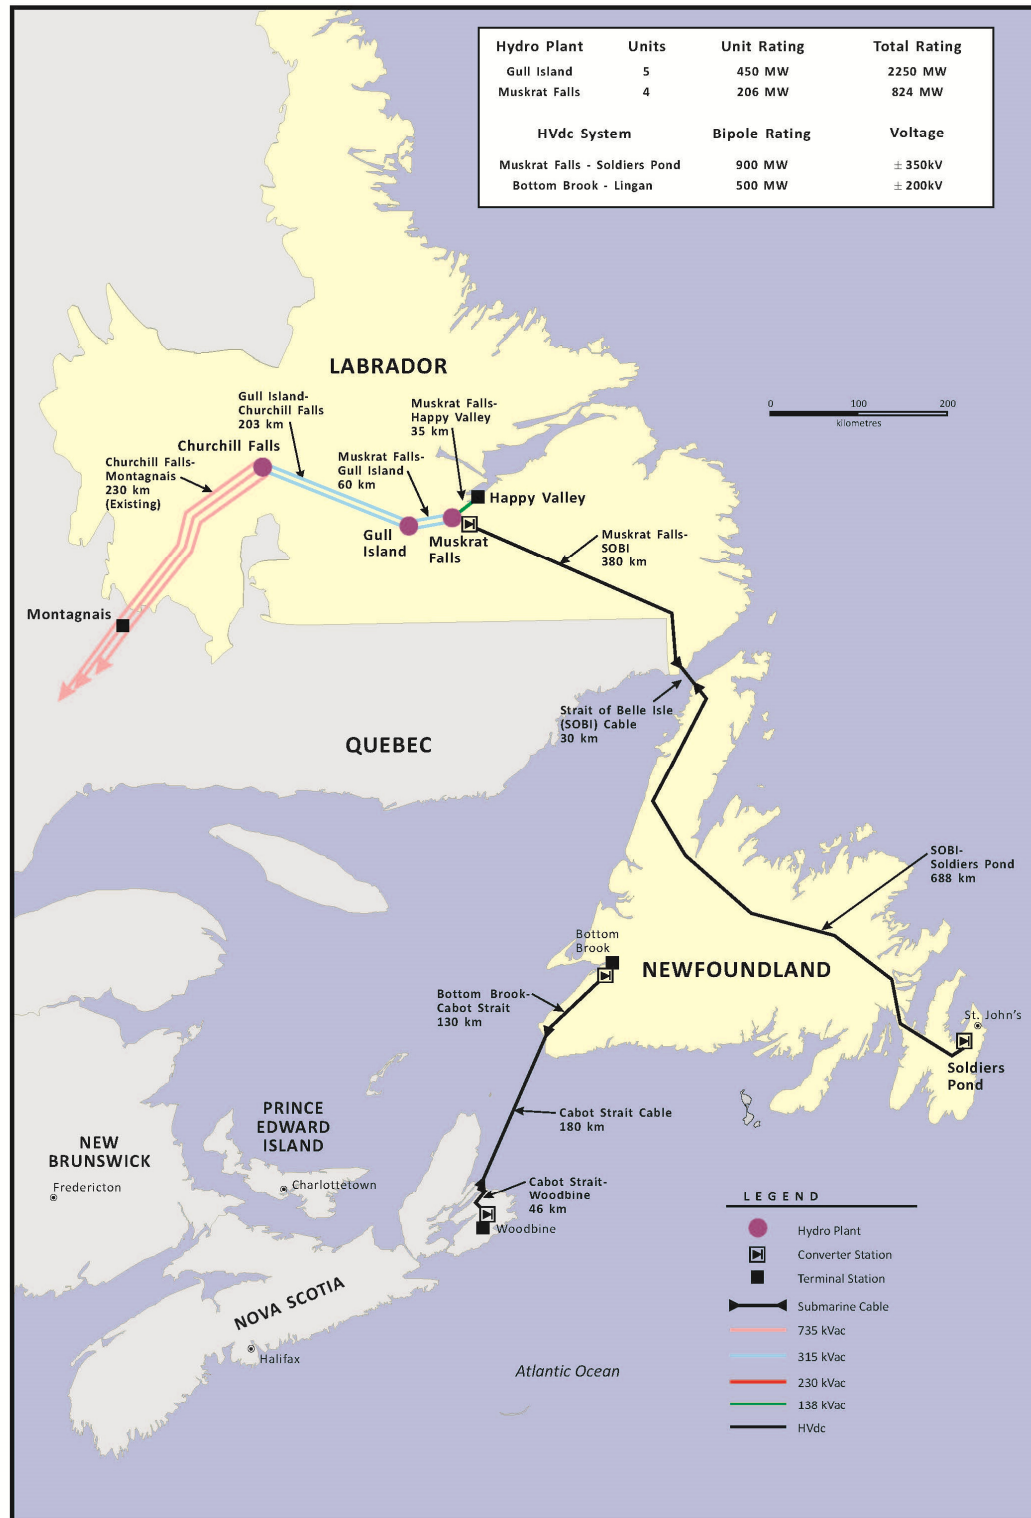 Hydro Plant Units Unit Rating Total Rating
Gull Island 5 450 MW 2250 MW
Muskrat Falls 4 206 MW 824 MW
HVdc System Bipole Rating Voltage
Muskrat Falls - Soldiers Pond 900 MW ±350kV
Bottom Brook - Lingan 500 MW ±200kV
LABRADOR
0 100 200
kilometres
Gull Island-
Churchill Falls
203 km
Muskrat Falls-
Happy Valley
35 km
Churchill Falls
Churchill Falls-
Montagnais
230 km
(Existing)
Muskrat Falls-
Gull Island
60 km
Happy Valley
Gull
Island
Muskrat
Falls
Muskrat Falls-
SOBI
380 km
Montagnais
Strait of Belle Isle
(SOBI) Cable
30 km
QUEBEC
SOBI-
Soldiers Pond
688 km
Bottom
Brook
NEWFOUNDLAND
Bottom Brook-
Cabot Strait
130 km
St. John's
Soldiers
Pond
Cabot Strait Cable
180 km
PRINCE
EDWARD
ISLAND
NEW
BRUNSWICK
Fredericton
Charlottetown
Cabot Strait-
Woodbine
46 km
Woodbine
NOVA SCOTIA
Halifax
Atlantic Ocean
LEGEND
Hydro Plant
Converter Station
Terminal Station
Submarine Cable
735 kVac
315 kVac
230 kVac
138 kVac
HVdc